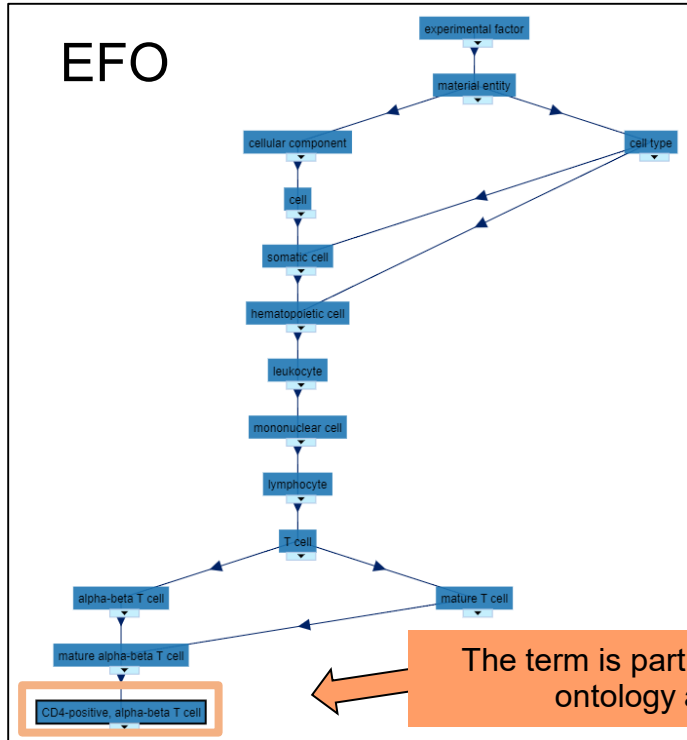 EFO
experimental factor
material entity
cellular component
cell type
cell
somatic cell
hematopoietic cell
leukocyte
mononuclear cell
lymphocyte
T cell
alpha-beta T cell
mature T cell
mature alpha-beta T cell
CD4-positive, alpha-beta T cell
The term is part
ontology a